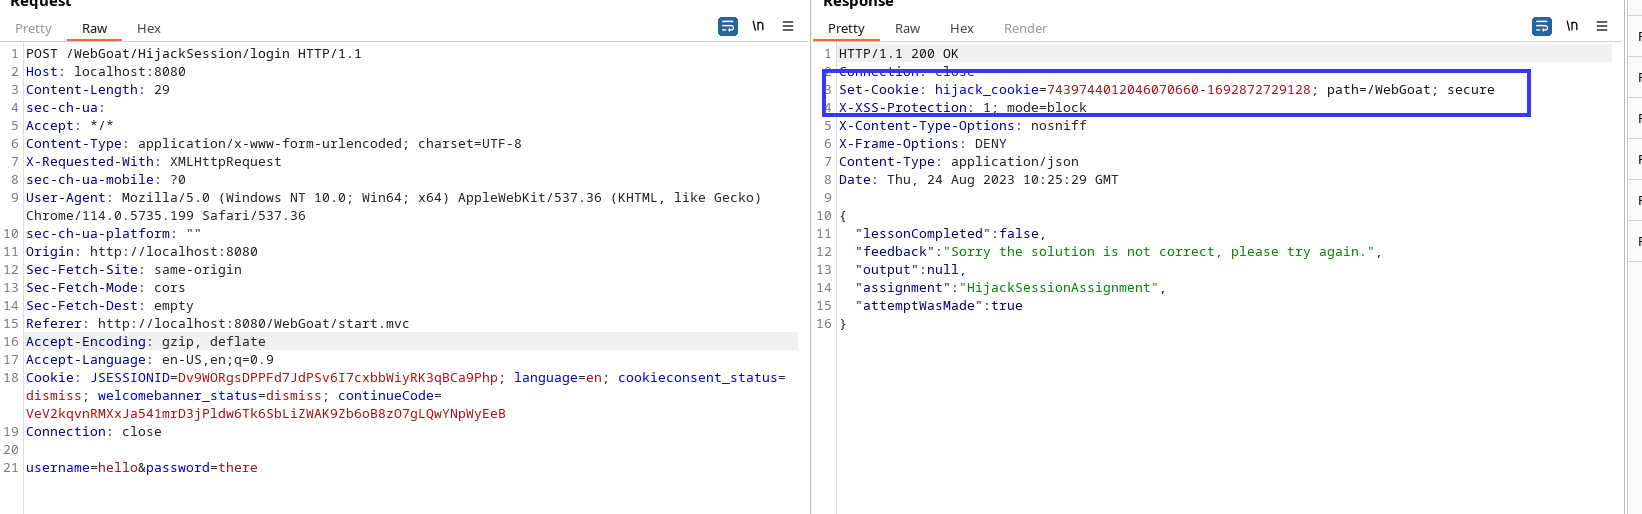 Request
Pretty Raw Hex
\n
1 POST /WebGoat/HijackSession/login HTTP/1.1
2 Host: localhost:8080
3 Content-Length: 29
4 sec-ch-ua:
5 Accept: */*
6 Content-Type: application/x-www-form-urlencoded; charset=UTF-8
7 X-Requested-With: XMLHttpRequest
8 sec-ch-ua-mobile: ?0
9 User-Agent: Mozilla/5.0 (Windows NT 10.0; Win64; x64) AppleWebKit/537.36 (KHTML, like Gecko)
Chrome/114.0.5735.199 Safari/537.36
10 sec-ch-ua-platform: ""
11 Origin: http://localhost:8080
12 Sec-Fetch-Site: same-origin
13 Sec-Fetch-Mode: cors
14 Sec-Fetch-Dest: empty
15 Referer: http://localhost:8080/WebGoat/start.mvc
16 Accept-Encoding: gzip, deflate
17 Accept-Language: en-US,en;q=0.9
18 Cookie: JSESSIONID=Dv9WORgsDPPFd7JdPSv6I7cxbbWiyRK3qBCa9Php; language=en; cookieconsent_status=
dismiss; welcomebanner_status=dismiss; continueCode=
VeV2kqvnRMXxJa541mrD3jPldw6Tk6SbLiZWAK9Zb6oB8zO7gLQwYNpWyEeB
19 Connection: close
20
21 username=hello&password=there
Response
Pretty Raw Hex Render
\n
1 HTTP/1.1 200 OK
2 Connection: close
3 Set-Cookie: hijack_cookie=7439744012046070660-1692872729128; path=/WebGoat; secure
4 X-XSS-Protection: 1; mode=block
5 X-Content-Type-Options: nosniff
6 X-Frame-Options: DENY
7 Content-Type: application/json
8 Date: Thu, 24 Aug 2023 10:25:29 GMT
9
10 {
11 "lessonCompleted":false,
12 "feedback":"Sorry the solution is not correct, please try again.",
13 "output":null,
14 "assignment":"HijackSessionAssignment",
15 "attemptWasMade":true
16 }